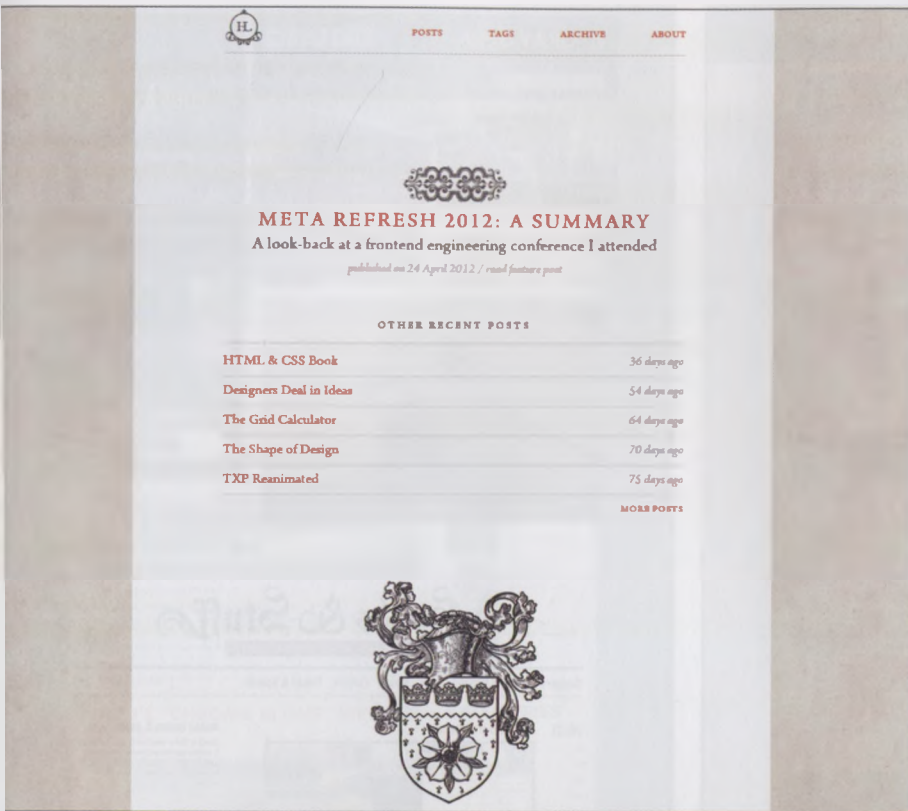 HL
POSTS TAGS ARCHIVE ABOUT
META REFRESH 2012: A SUMMARY
A look-back at a frontend engineering conference I attended
published on 24 April 2012 / read feature post
OTHER RECENT POSTS
HTML & CSS Book 36 days ago
Designers Deal in Ideas 54 days ago
The Grid Calculator 64 days ago
The Shape of Design 70 days ago
TXP Reanimated 75 days ago
MORE POSTS